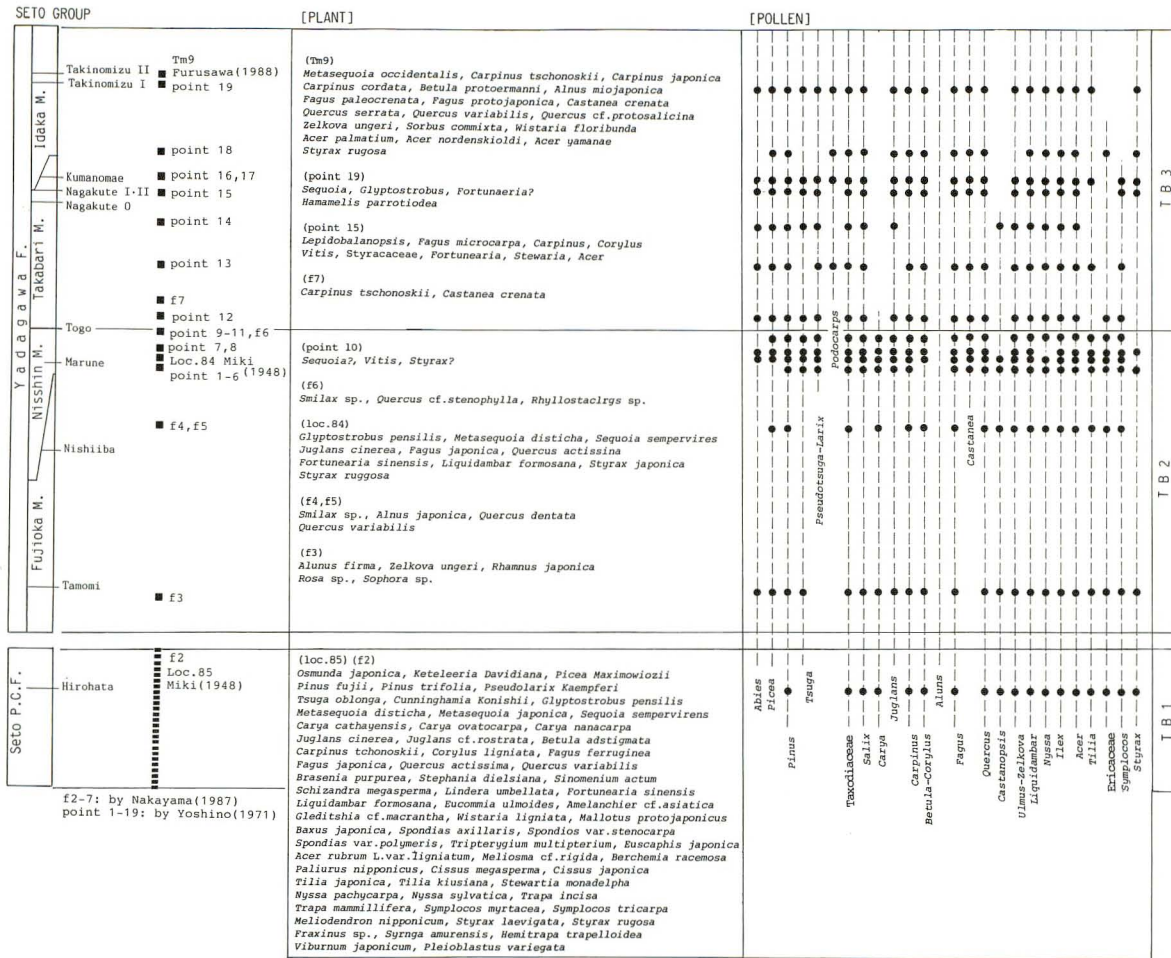 SETO GROUP
[PLANT]
[POLLEN]
Yadagawa F.
Idaka M.
Takabari M.
Nisshin M.
Fujioka M.
Seto P.C.F.
Takinomizu II
Takinomizu I
Kumanomae
Nagakute I·II
Nagakute O
Togo
Marune
Nishiiba
Tamomi
Hirohata
Tm9
Furusawa(1988)
point 19
point 18
point 16,17
point 15
point 14
point 13
f7
point 12
point 9-11,f6
point 7,8
Loc.84 Miki
point 1-6 (1948)
f4,f5
f3
f2
Loc.85
Miki(1948)
f2-7: by Nakayama(1987)
point 1-19: by Yoshino(1971)
(Tm9)
Metasequoia occidentalis, Carpinus tschonoskii, Carpinus japonica
Carpinus cordata, Betula protoermanni, Alnus miojaponica
Fagus paleocrenata, Fagus protojaponica, Castanea crenata
Quercus serrata, Quercus variabilis, Quercus cf.protosalicina
Zelkova ungeri, Sorbus commixta, Wistaria floribunda
Acer palmatium, Acer nordenskioldi, Acer yamanae
Styrax rugosa
(point 19)
Sequoia, Glyptostrobus, Fortunaeria?
Hamamelis parrotiodea
(point 15)
Lepidobalanopsis, Fagus microcarpa, Carpinus, Corylus
Vitis, Styracaceae, Fortunearia, Stewaria, Acer
(f7)
Carpinus tschonoskii, Castanea crenata
(point 10)
Sequoia?, Vitis, Styrax?
(f6)
Smilax sp., Quercus cf.stenophylla, Rhyllostaclrgs sp.
(loc.84)
Glyptostrobus pensilis, Metasequoia disticha, Sequoia sempervires
Juglans cinerea, Fagus japonica, Quercus actissina
Fortunearia sinensis, Liquidambar formosana, Styrax japonica
Styrax ruggosa
(f4,f5)
Smilax sp., Alnus japonica, Quercus dentata
Quercus variabilis
(f3)
Alunus firma, Zelkova ungeri, Rhamnus japonica
Rosa sp., Sophora sp.
(loc.85) (f2)
Osmunda japonica, Keteleeria Davidiana, Picea Maximowiozii
Pinus fujii, Pinus trifolia, Pseudolarix Kaempferi
Tsuga oblonga, Cunninghamia Konishii, Glyptostrobus pensilis
Metasequoia disticha, Metasequoia japonica, Sequoia sempervirens
Carya cathayensis, Carya ovatocarpa, Carya nanacarpa
Juglans cinerea, Juglans cf.rostrata, Betula adstigmata
Carpinus tchonoskii, Corylus ligniata, Fagus ferruginea
Fagus japonica, Quercus actissima, Quercus variabilis
Brasenia purpurea, Stephania dielsiana, Sinomenium actum
Schizandra megasperma, Lindera umbellata, Fortunearia sinensis
Liquidambar formosana, Eucommia ulmoides, Amelanchier cf.asiatica
Gleditshia cf.macrantha, Wistaria ligniata, Mallotus protojaponicus
Baxus japonica, Spondias axillaris, Spondios var.stenocarpa
Spondias var.polymeris, Tripterygium multipterium, Euscaphis japonica
Acer rubrum L.var.ligniatum, Meliosma cf.rigida, Berchemia racemosa
Paliurus nipponicus, Cissus megasperma, Cissus japonica
Tilia japonica, Tilia kiusiana, Stewartia monadelpha
Nyssa pachycarpa, Nyssa sylvatica, Trapa incisa
Trapa mammillifera, Symplocos myrtacea, Symplocos tricarpa
Meliodendron nipponicum, Styrax laevigata, Styrax rugosa
Fraxinus sp., Syrnga amurensis, Hemitrapa trapelloidea
Viburnum japonicum, Pleioblastus variegata
Abies
Picea
Pinus
Tsuga
Pseudotsuga-Larix
Podocarps
Taxcdiaceae
Salix
Carya
Juglans
Carpinus
Betula-Corylus
Aluns
Fagus
Castanea
Quercus
Castanopsis
Ulmus-Zelkova
Liquidambar
Nyssa
Ilex
Acer
Tilia
Ericaceae
Symplocos
Styrax
TB3
TB2
TB1